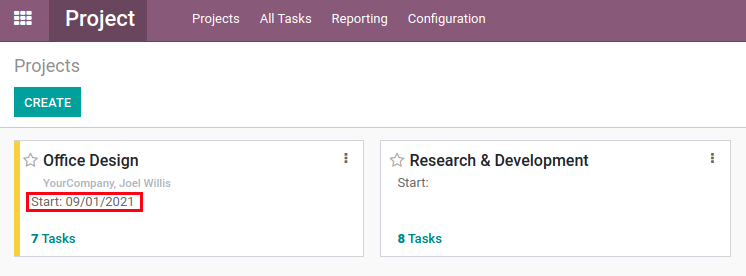 Project Projects All Tasks Reporting Configuration
Projects
CREATE
Office Design
YourCompany, Joel Willis
Start: 09/01/2021
7 Tasks
Research & Development
Start:
8 Tasks